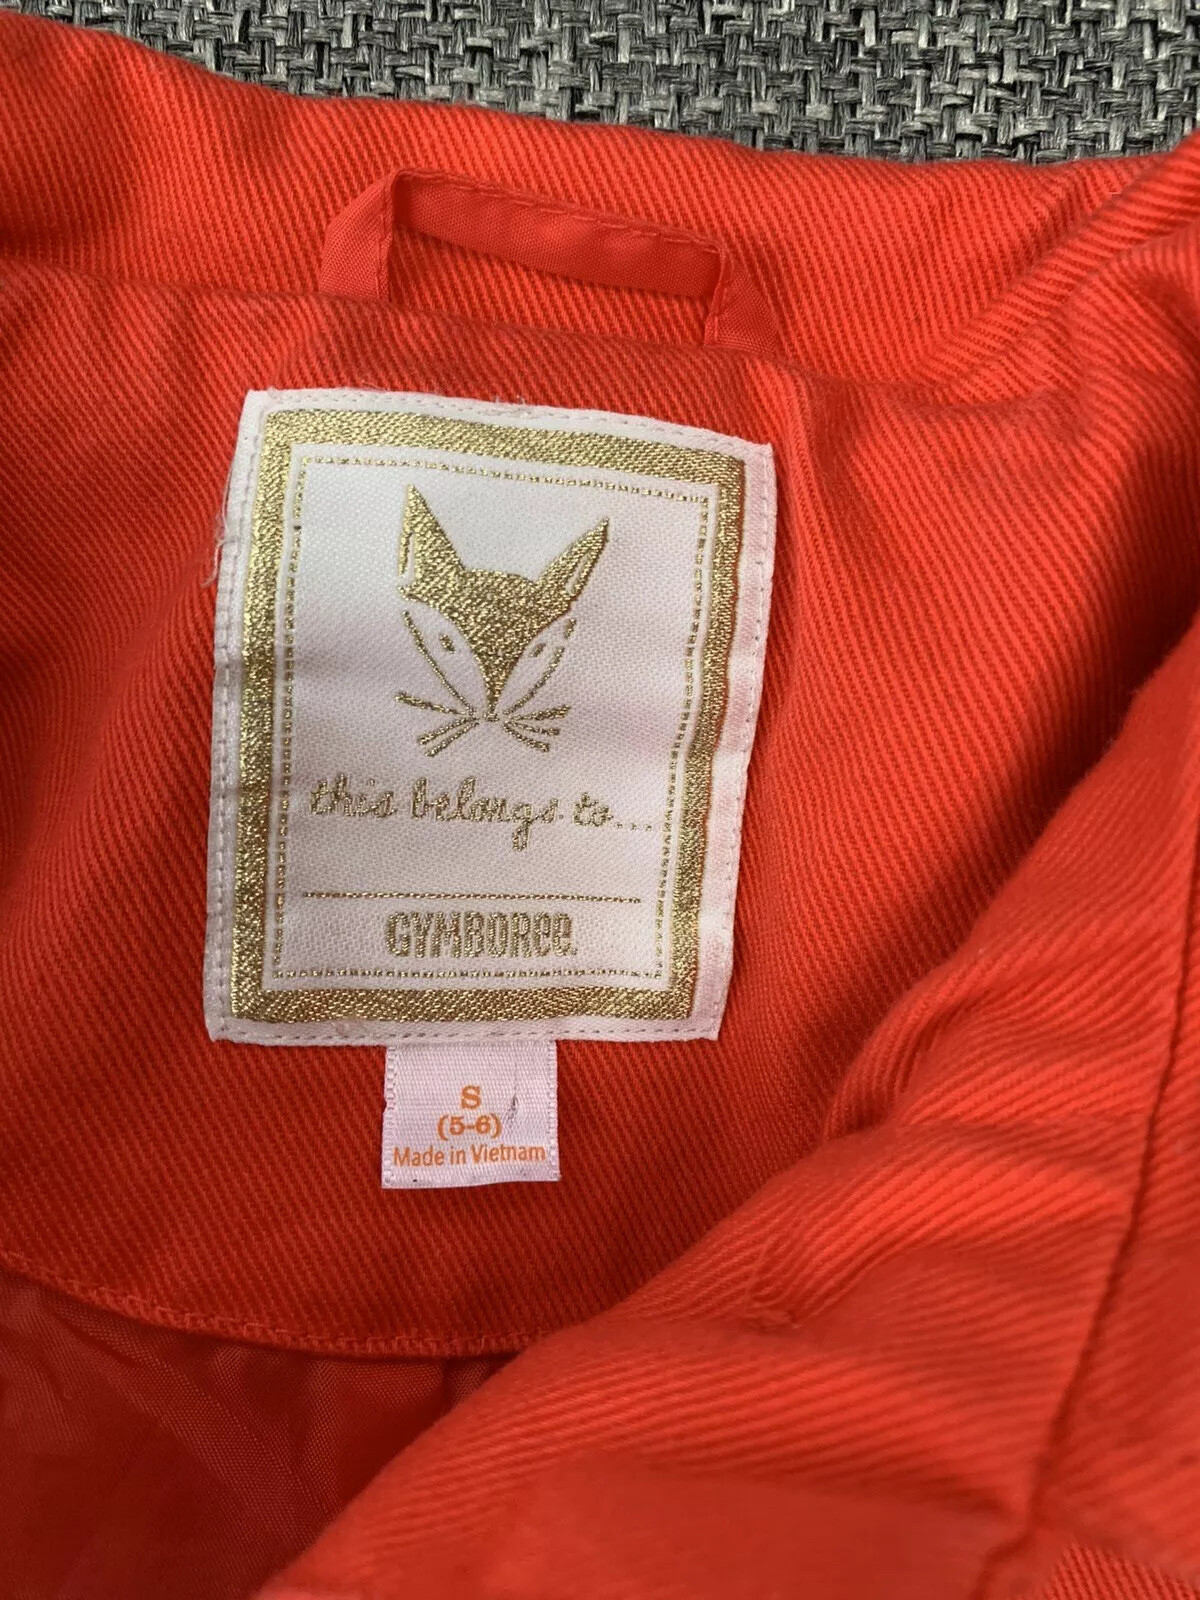 this belongs to...
GYMBOREE
S
(5-6)
Made in Vietnam